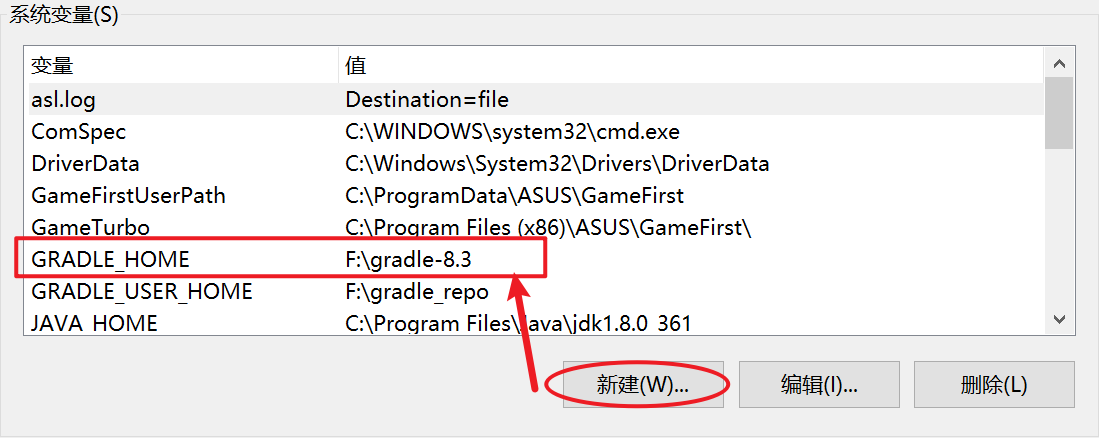 系统变量(S)
变量 值
asl.log Destination=file
ComSpec C:\WINDOWS\system32\cmd.exe
DriverData C:\Windows\System32\Drivers\DriverData
GameFirstUserPath C:\ProgramData\ASUS\GameFirst
GameTurbo C:\Program Files (x86)\ASUS\GameFirst\
GRADLE_HOME F:\gradle-8.3
GRADLE_USER_HOME F:\gradle_repo
JAVA_HOME C:\Program Files\Java\jdk1.8.0_361
新建(W)... 编辑(I)... 删除(L)